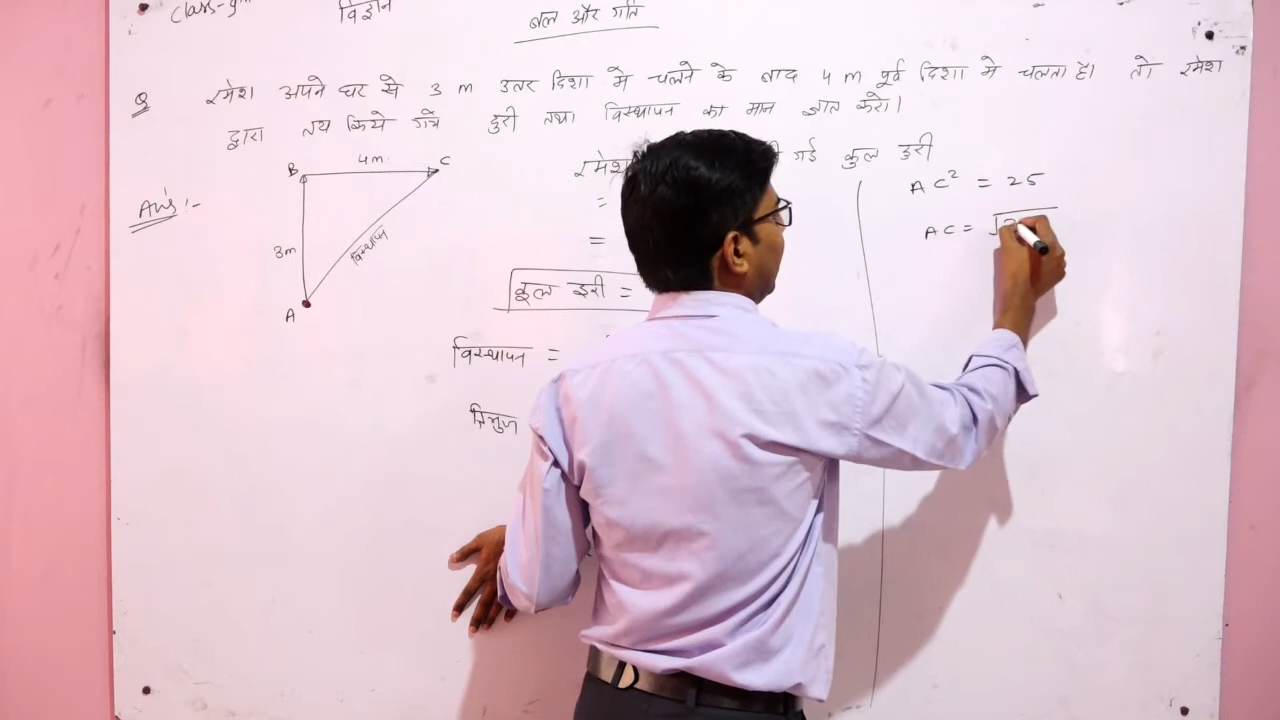 Class-9th विज्ञान बल और गति
Q रमेश अपने घर से 3 m उत्तर दिशा में चलने के बाद 4 m पूर्व दिशा मे चलता है। तो रमेश
द्वारा तय किये गये दुरी तथा विस्थापन का मान ज्ञात करो।
Ans:-
B 4m. C
3m
विस्थापन
A
रमेश गई कुल दुरी
=
=
कुल दुरी =
विस्थापन =
त्रिभुज
AC² = 25
AC = √2